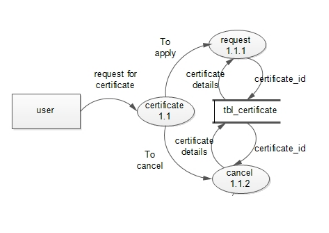 To
apply
request
1.1.1
request for
certificate
certificate
details
certificate_id
user
certificate
1.1
tbl_certificate
To
cancel
certificate
details
certificate_id
cancel
1.1.2